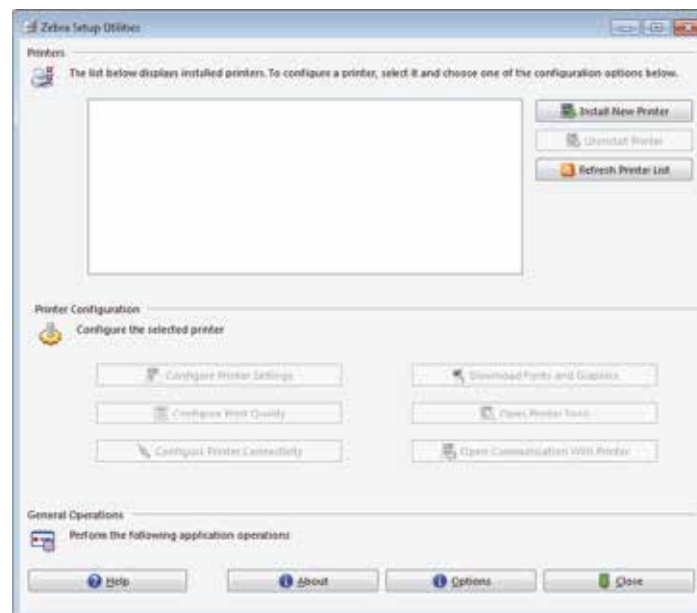 Zebra Setup Utilities
Printers
The list below displays installed printers. To configure a printer, select it and choose one of the configuration options below.
Install New Printer
Uninstall Printer
Refresh Printer List
Printer Configuration
Configure the selected printer
Configure Printer Settings
Download Fonts and Graphics
Configure Print Quality
Open Printer Tools
Configure Printer Connectivity
Open Communication With Printer
General Operations
Perform the following application operations
Help
About
Options
Close